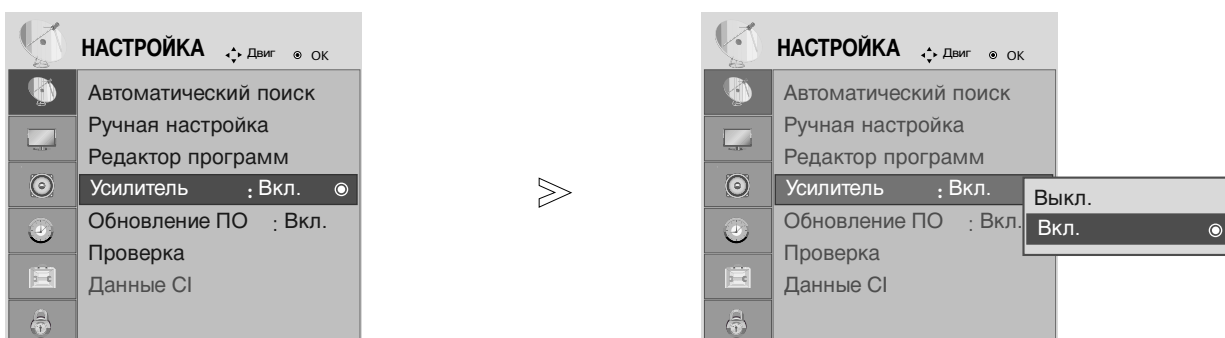 НАСТРОЙКА Двиг OK
Автоматический поиск
Ручная настройка
Редактор программ
Усилитель : Вкл.
Обновление ПО : Вкл.
Проверка
Данные CI
>
НАСТРОЙКА Двиг OK
Автоматический поиск
Ручная настройка
Редактор программ
Усилитель : Вкл.
Обновление ПО : Вкл.
Проверка
Данные CI
Выкл.
Вкл.